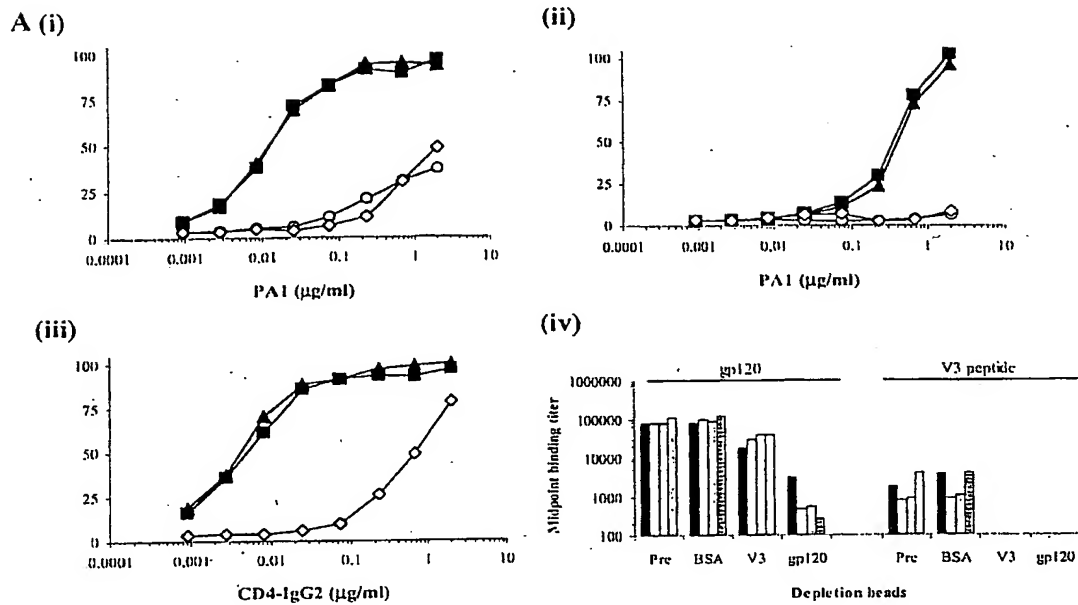 A (i)
100
75
50
25
0
0.0001
0.001
0.01
0.1
1
10
PA1 (µg/ml)
(ii)
100
75
50
25
0
0.0001
0.001
0.01
0.1
1
10
PA1 (µg/ml)
(iii)
100
75
50
25
0
0.0001
0.001
0.01
0.1
1
10
CD4-IgG2 (µg/ml)
(iv)
gp120
V3 peptide
Midpoint binding titer
1000000
100000
10000
1000
100
Pre
BSA
V3
gp120
Pre
BSA
V3
gp120
Depletion beads